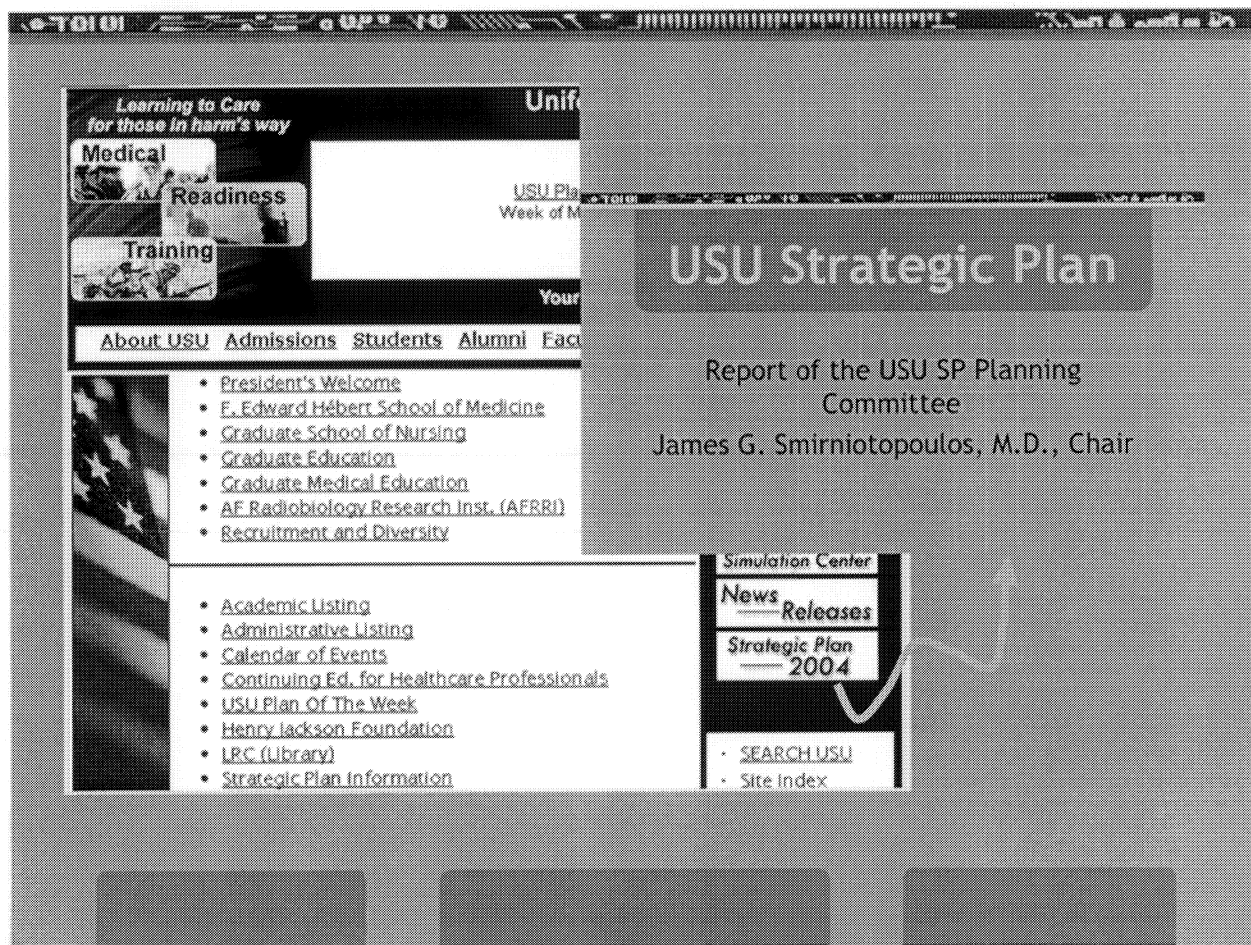 Learning to Care
for those in harm's way
Medical
Readiness
Training
Unif
USU Pla
Week of M
Your
About USU Admissions Students Alumni Facu
President's Welcome
F. Edward Hébert School of Medicine
Graduate School of Nursing
Graduate Education
Graduate Medical Education
AF Radiobiology Research Inst. (AFRRI)
Recruitment and Diversity
Academic Listing
Administrative Listing
Calendar of Events
Continuing Ed. for Healthcare Professionals
USU Plan Of The Week
Henry Jackson Foundation
LRC (Library)
Strategic Plan Information
USU Strategic Plan
Report of the USU SP Planning
Committee
James G. Smirniotopoulos, M.D., Chair
Simulation Center
News
Releases
Strategic Plan
2004
SEARCH USU
Site Index